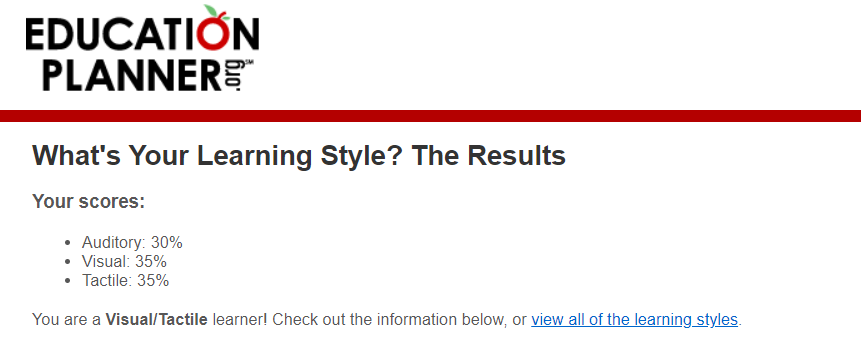 EDUCATION
PLANNER.org℠
What's Your Learning Style? The Results
Your scores:
• Auditory: 30%
• Visual: 35%
• Tactile: 35%
You are a Visual/Tactile learner! Check out the information below, or view all of the learning styles.